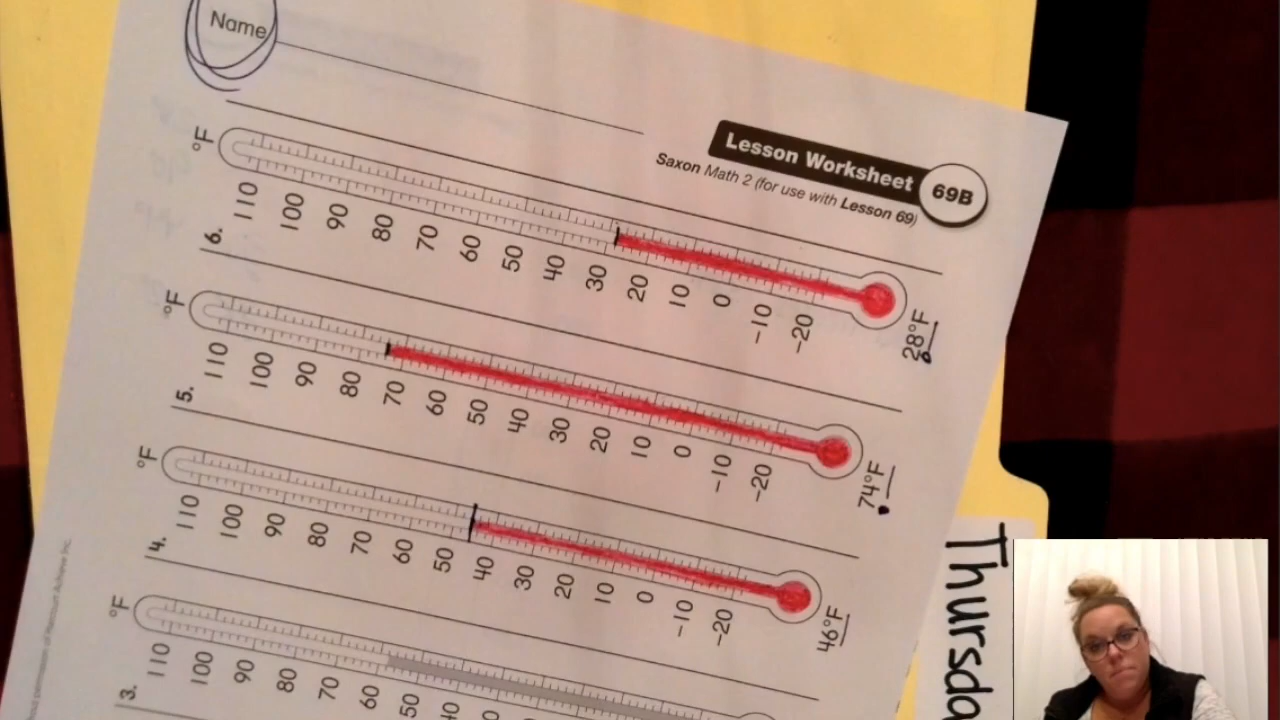 Name
Lesson Worksheet 69B
Saxon Math 2 (for use with Lesson 69)
°F
110 100 90 80 70 60 50 40 30 20 10 0 -10 -20
28°F
6.
°F
110 100 90 80 70 60 50 40 30 20 10 0 -10 -20
74°F
5.
°F
110 100 90 80 70 60 50 40 30 20 10 0 -10 -20
46°F
4.
°F
110 100 90 80 70 60 50 40
3.
Thursda